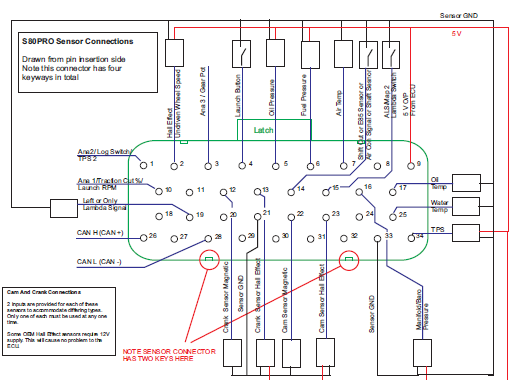 Sensor GND
5 V
S80PRO Sensor Connections
Drawn from pin insertion side
Note this connector has four
keyways in total
Hall Effect
Undriven Wheel Speed
Ana 3 / Gear Pot
Launch Button
Oil Pressure
Fuel Pressure
Air Temp
Shift Cut or E85 Sensor or
Air Con Signal or Shaft Sesnor
ALS/Map 2
Lambda Switch
5 V O/P
From ECU
Latch
Ana2/ Log Switch/
TPS 2
1
2
3
4
5
6
7
8
9
Ana 1/Traction Cut %/
Launch RPM
10
11
12
13
14
15
16
17
Oil
Temp
Left or Only
Lambda Signal
18
19
20
21
22
23
24
25
Water
Temp
CAN H (CAN +)
26
27
28
29
30
31
32
33
34
TPS
CAN L (CAN -)
Crank Sensor Magnetic
Sensor GND
Crank Sensor Hall Effect
Cam Sensor Magnetic
Cam Sensor Hall Effect
Sensor GND
Manifold/Baro
Pressure
Cam And Crank Connections
2 inputs are provided for each of these
sensors to accommodate differing types.
Only one of each must be used at any one
time.
Some OEM Hall Effect sensors require 12V
supply. This will cause no problem to the
ECU.
NOTE SENSOR CONNECTOR
HAS TWO KEYS HERE